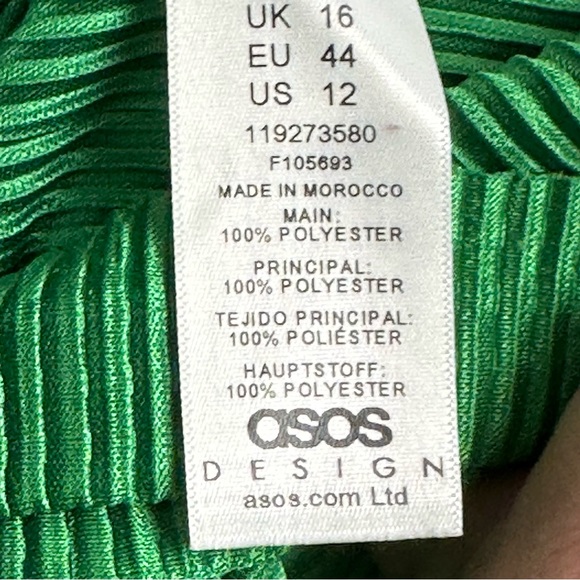 UK 16
EU 44
US 12
119273580
F105693
MADE IN MOROCCO
MAIN:
100% POLYESTER
PRINCIPAL:
100% POLYESTER
TEJIDO PRINCIPAL:
100% POLIÉSTER
HAUPTSTOFF:
100% POLYESTER
asos
DESIGN
asos.com Ltd